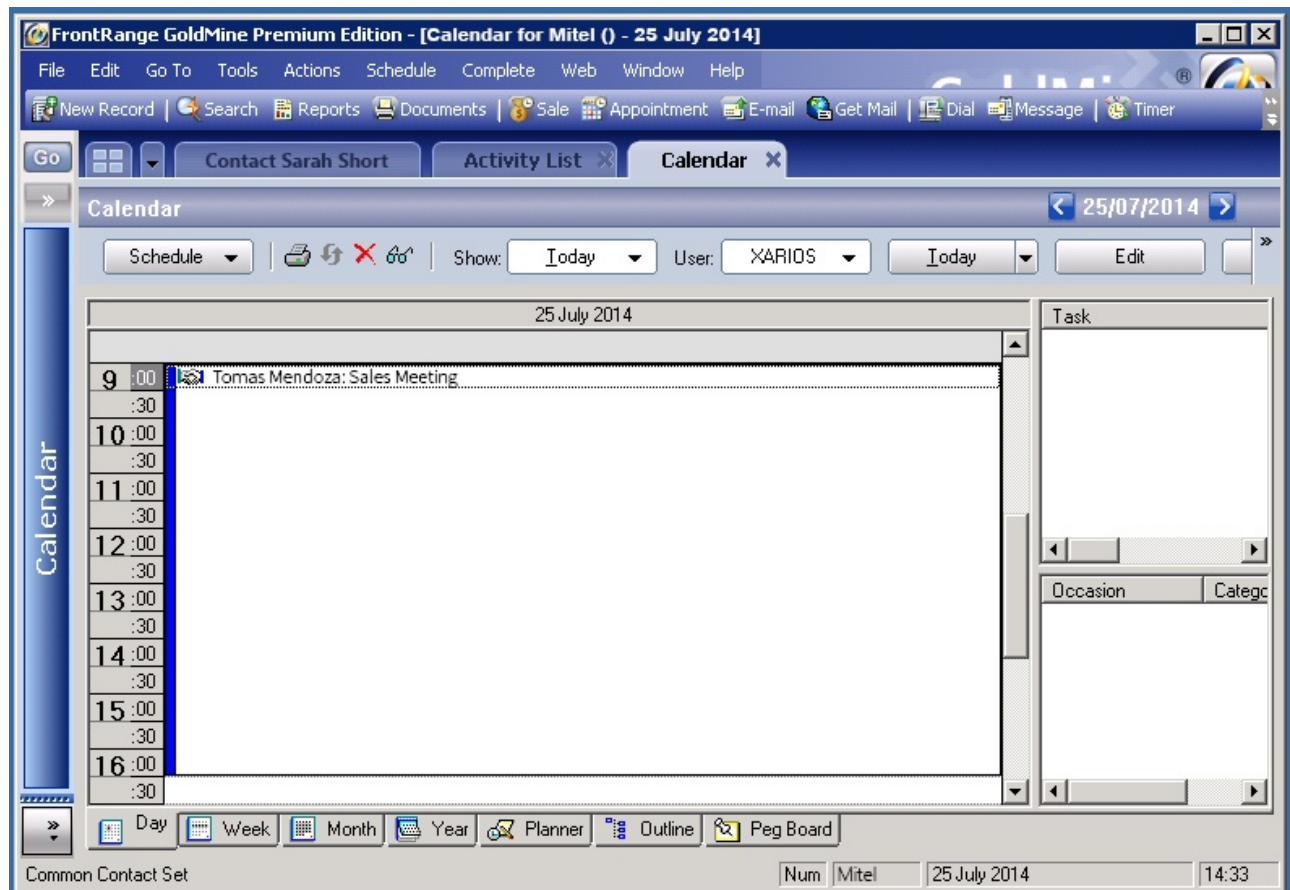 FrontRange GoldMine Premium Edition - [Calendar for Mitel () - 25 July 2014]
File Edit Go To Tools Actions Schedule Complete Web Window Help
®
New Record Search Reports Documents Sale Appointment E-mail Get Mail Dial Message Timer
Go Contact Sarah Short Activity List Calendar
Calendar 25/07/2014
Schedule Show: Today User: XARIOS Today Edit
25 July 2014 Task
9 :00 Tomas Mendoza: Sales Meeting
:30
10 :00
:30
11 :00
:30
12 :00
:30
13 :00
:30
14 :00
:30
15 :00
:30
16 :00
:30
Occasion Catego
Calendar
Day Week Month Year Planner Outline Peg Board
Common Contact Set Num Mitel 25 July 2014 14:33